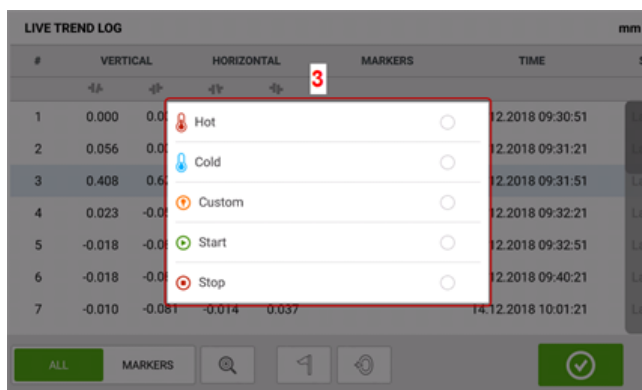 LIVE TREND LOG mm
# VERTICAL HORIZONTAL MARKERS TIME
3
1 0.000 12.2018 09:30:51
2 0.056 12.2018 09:31:21
3 0.408 12.2018 09:31:51
4 0.023 12.2018 09:32:21
5 -0.018 12.2018 09:32:51
6 -0.018 12.2018 09:40:21
7 -0.010 -0.081 -0.014 0.037 14.12.2018 10:01:21
Hot
Cold
Custom
Start
Stop
ALL MARKERS